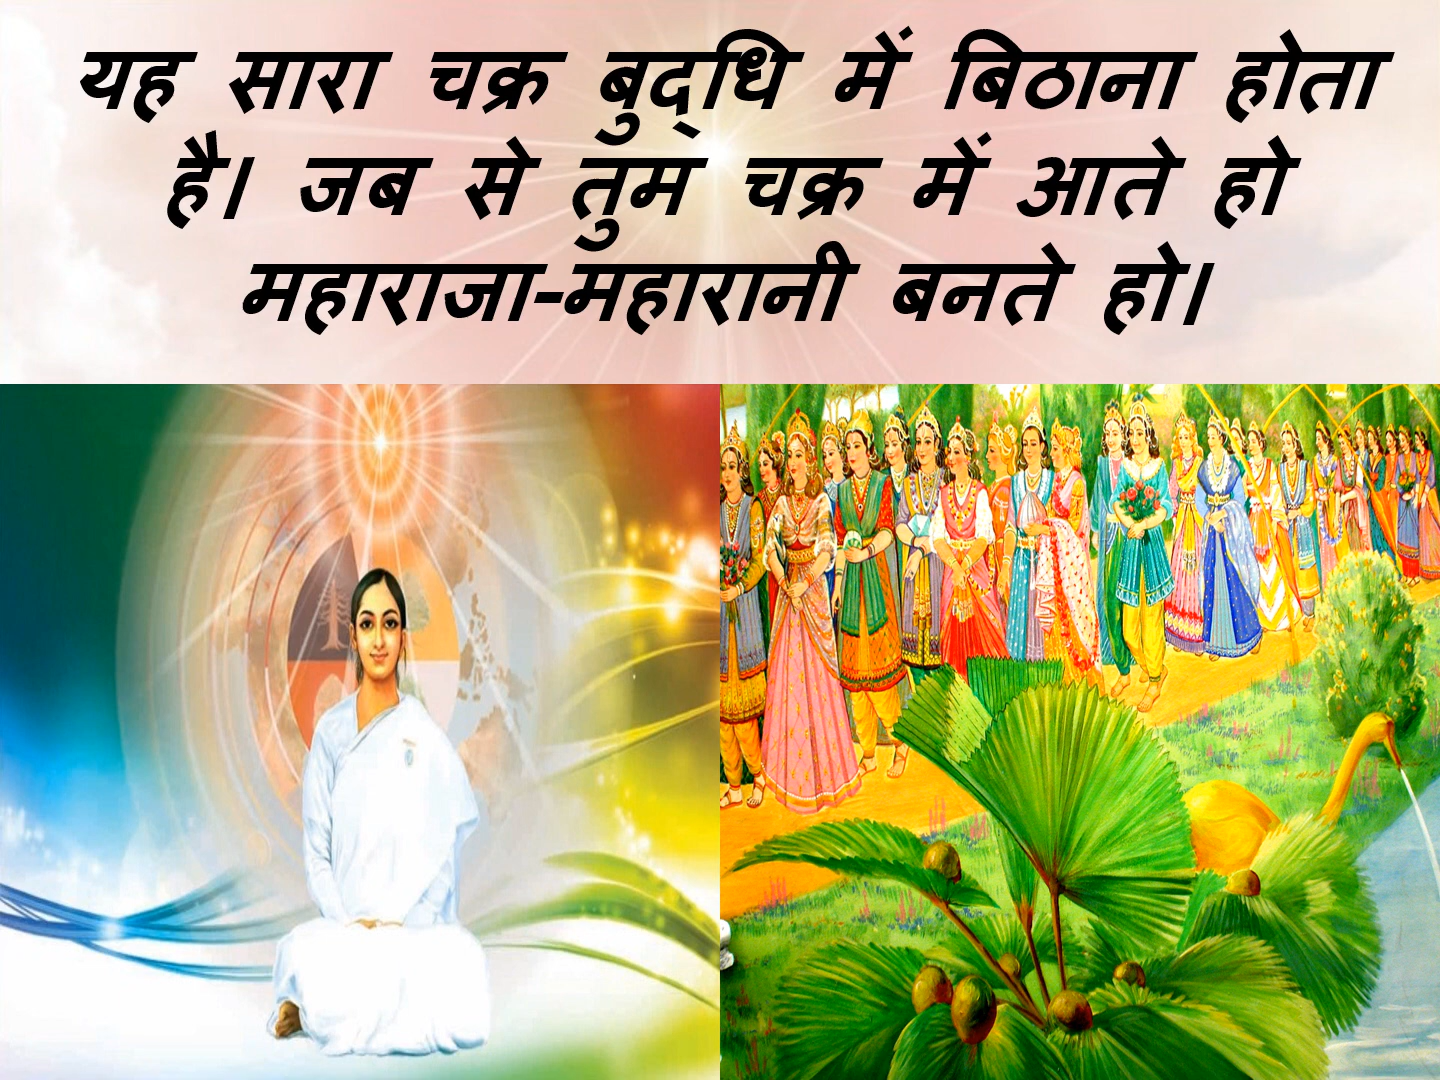 यह सारा चक्र बुद्धि में बिठाना होता
है। जब से तुम चक्र में आते हो
महाराजा-महारानी बनते हो।